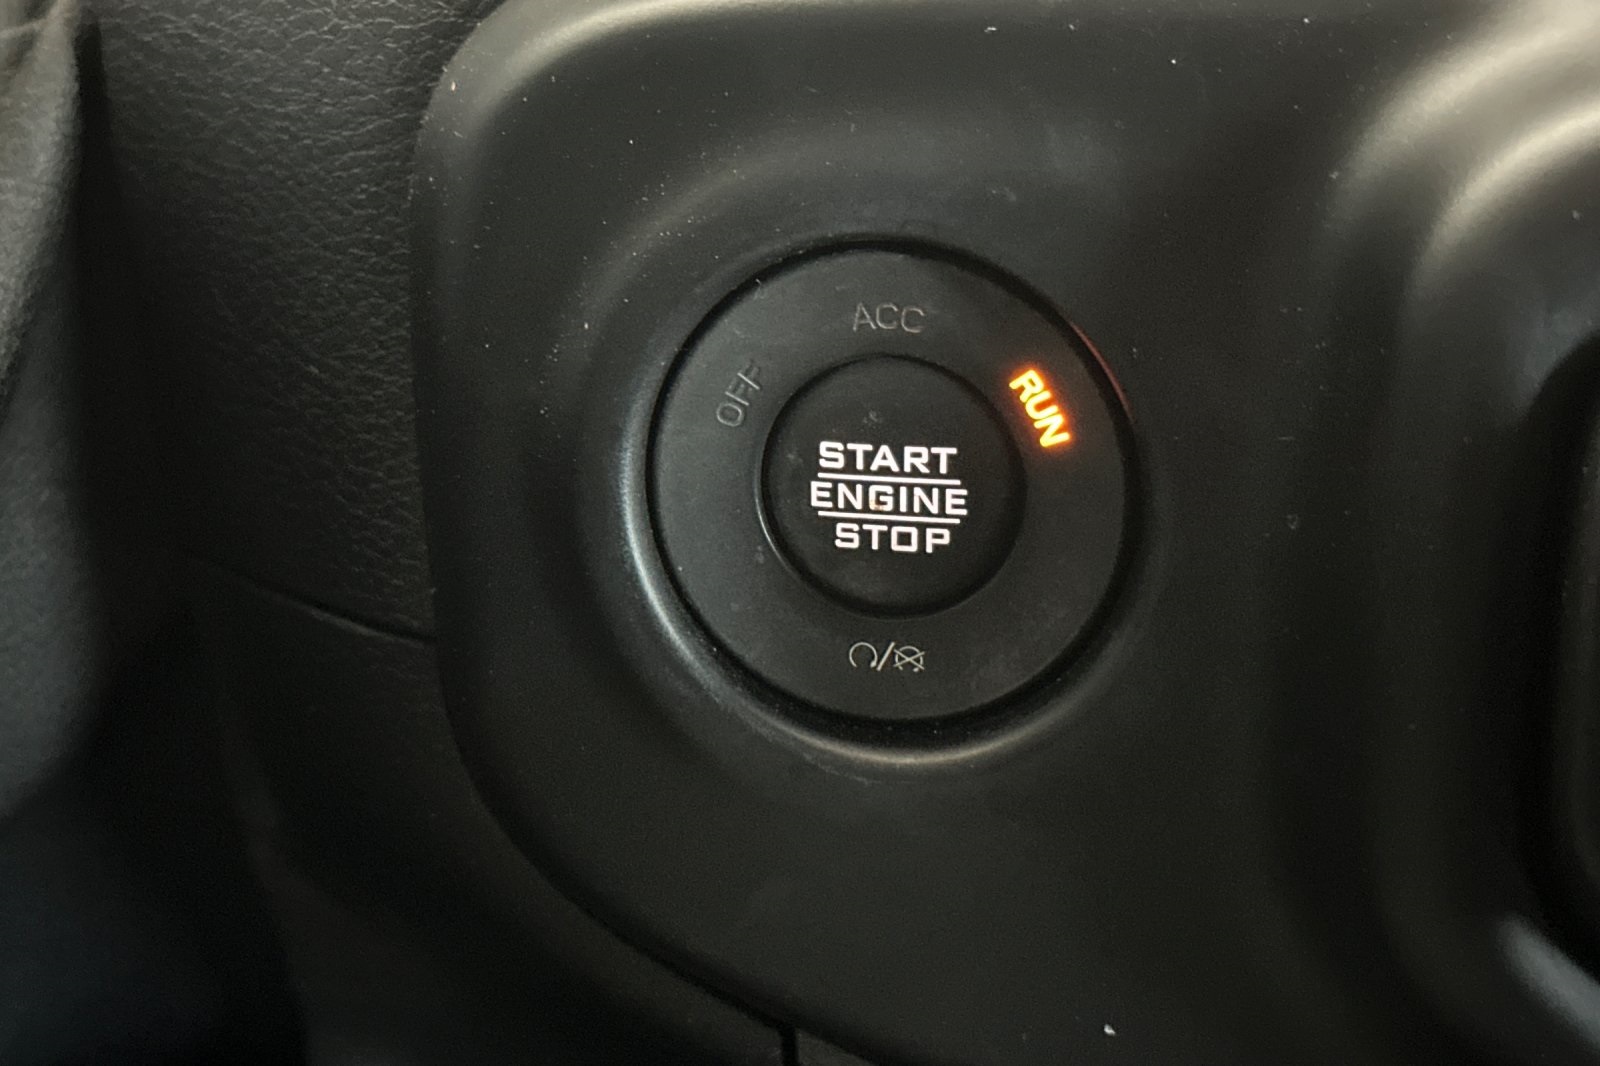 ACC
OFF
RUN
START
ENGINE
STOP